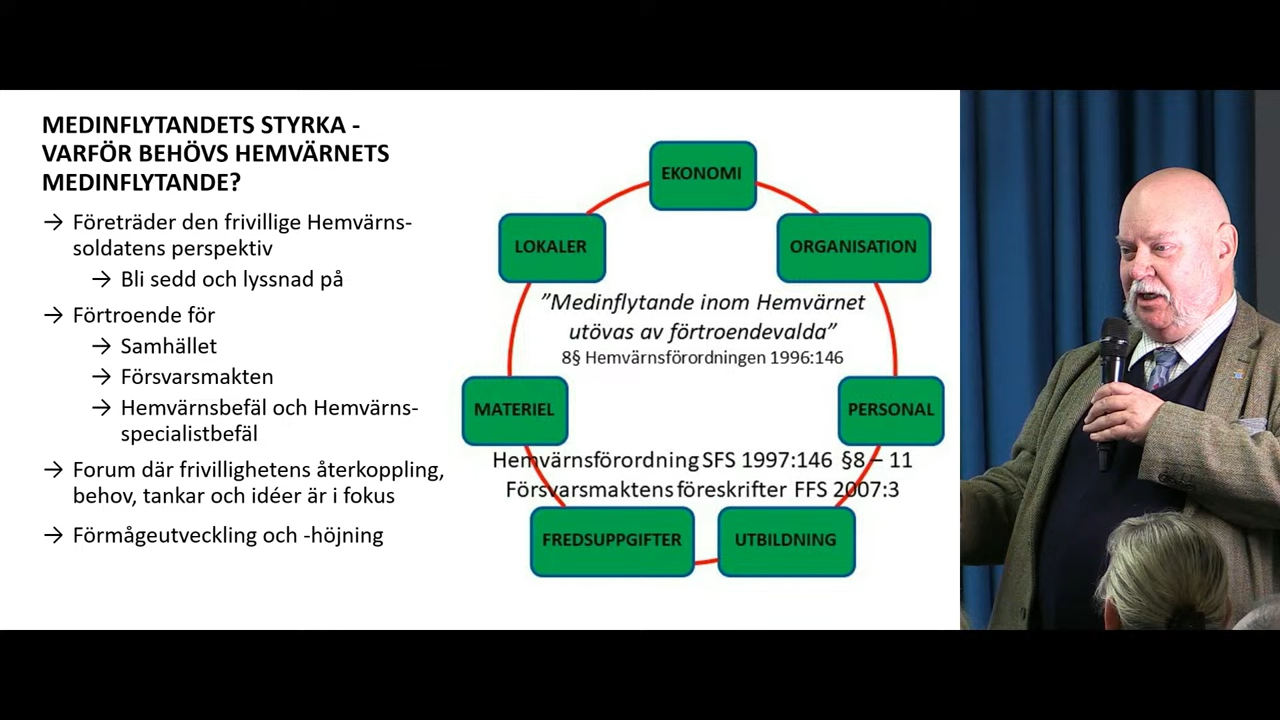 MEDINFLYTANDETS STYRKA -
VARFÖR BEHÖVS HEMVÄRNETS
MEDINFLYTANDE?
→ Företräder den frivillige Hemvärns-
soldatens perspektiv
→ Bli sedd och lyssnad på
→ Förtroende för
→ Samhället
→ Försvarsmakten
→ Hemvärnsbefäl och Hemvärns-
specialistbefäl
→ Forum där frivillighetens återkoppling,
behov, tankar och idéer är i fokus
→ Förmågeutveckling och -höjning
EKONOMI
LOKALER
ORGANISATION
”Medinflytande inom Hemvärnet
utövas av förtroendevalda”
8§ Hemvärnsförordningen 1996:146
MATERIEL
PERSONAL
Hemvärnsförordning SFS 1997:146 §8 – 11
Försvarsmaktens föreskrifter FFS 2007:3
FREDSUPPGIFTER
UTBILDNING